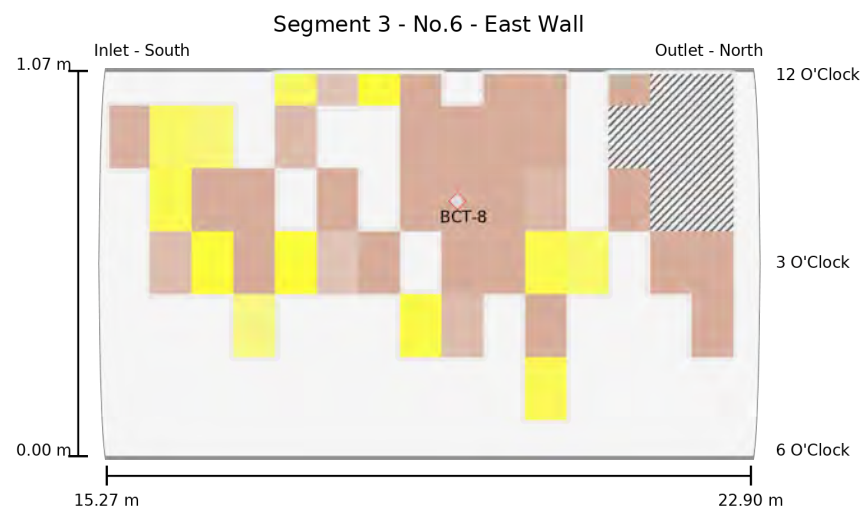 Segment 3 - No.6 - East Wall
Inlet - South
Outlet - North
1.07 m
12 O'Clock
BCT-8
3 O'Clock
0.00 m
6 O'Clock
15.27 m
22.90 m